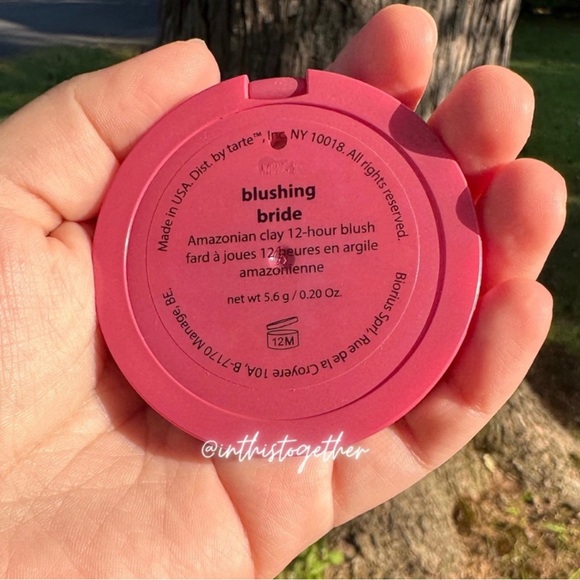 Made in USA. Dist. by tarte™, Inc. NY 10018. All rights reserved.
blushing
bride
Amazonian clay 12-hour blush
fard à joues 12 heures en argile
amazonienne
net wt 5.6 g / 0.20 Oz.
12M
Biorius Sprl, Rue de la Croyere 10A, B-7170 Manage, BE.
@inthistogether